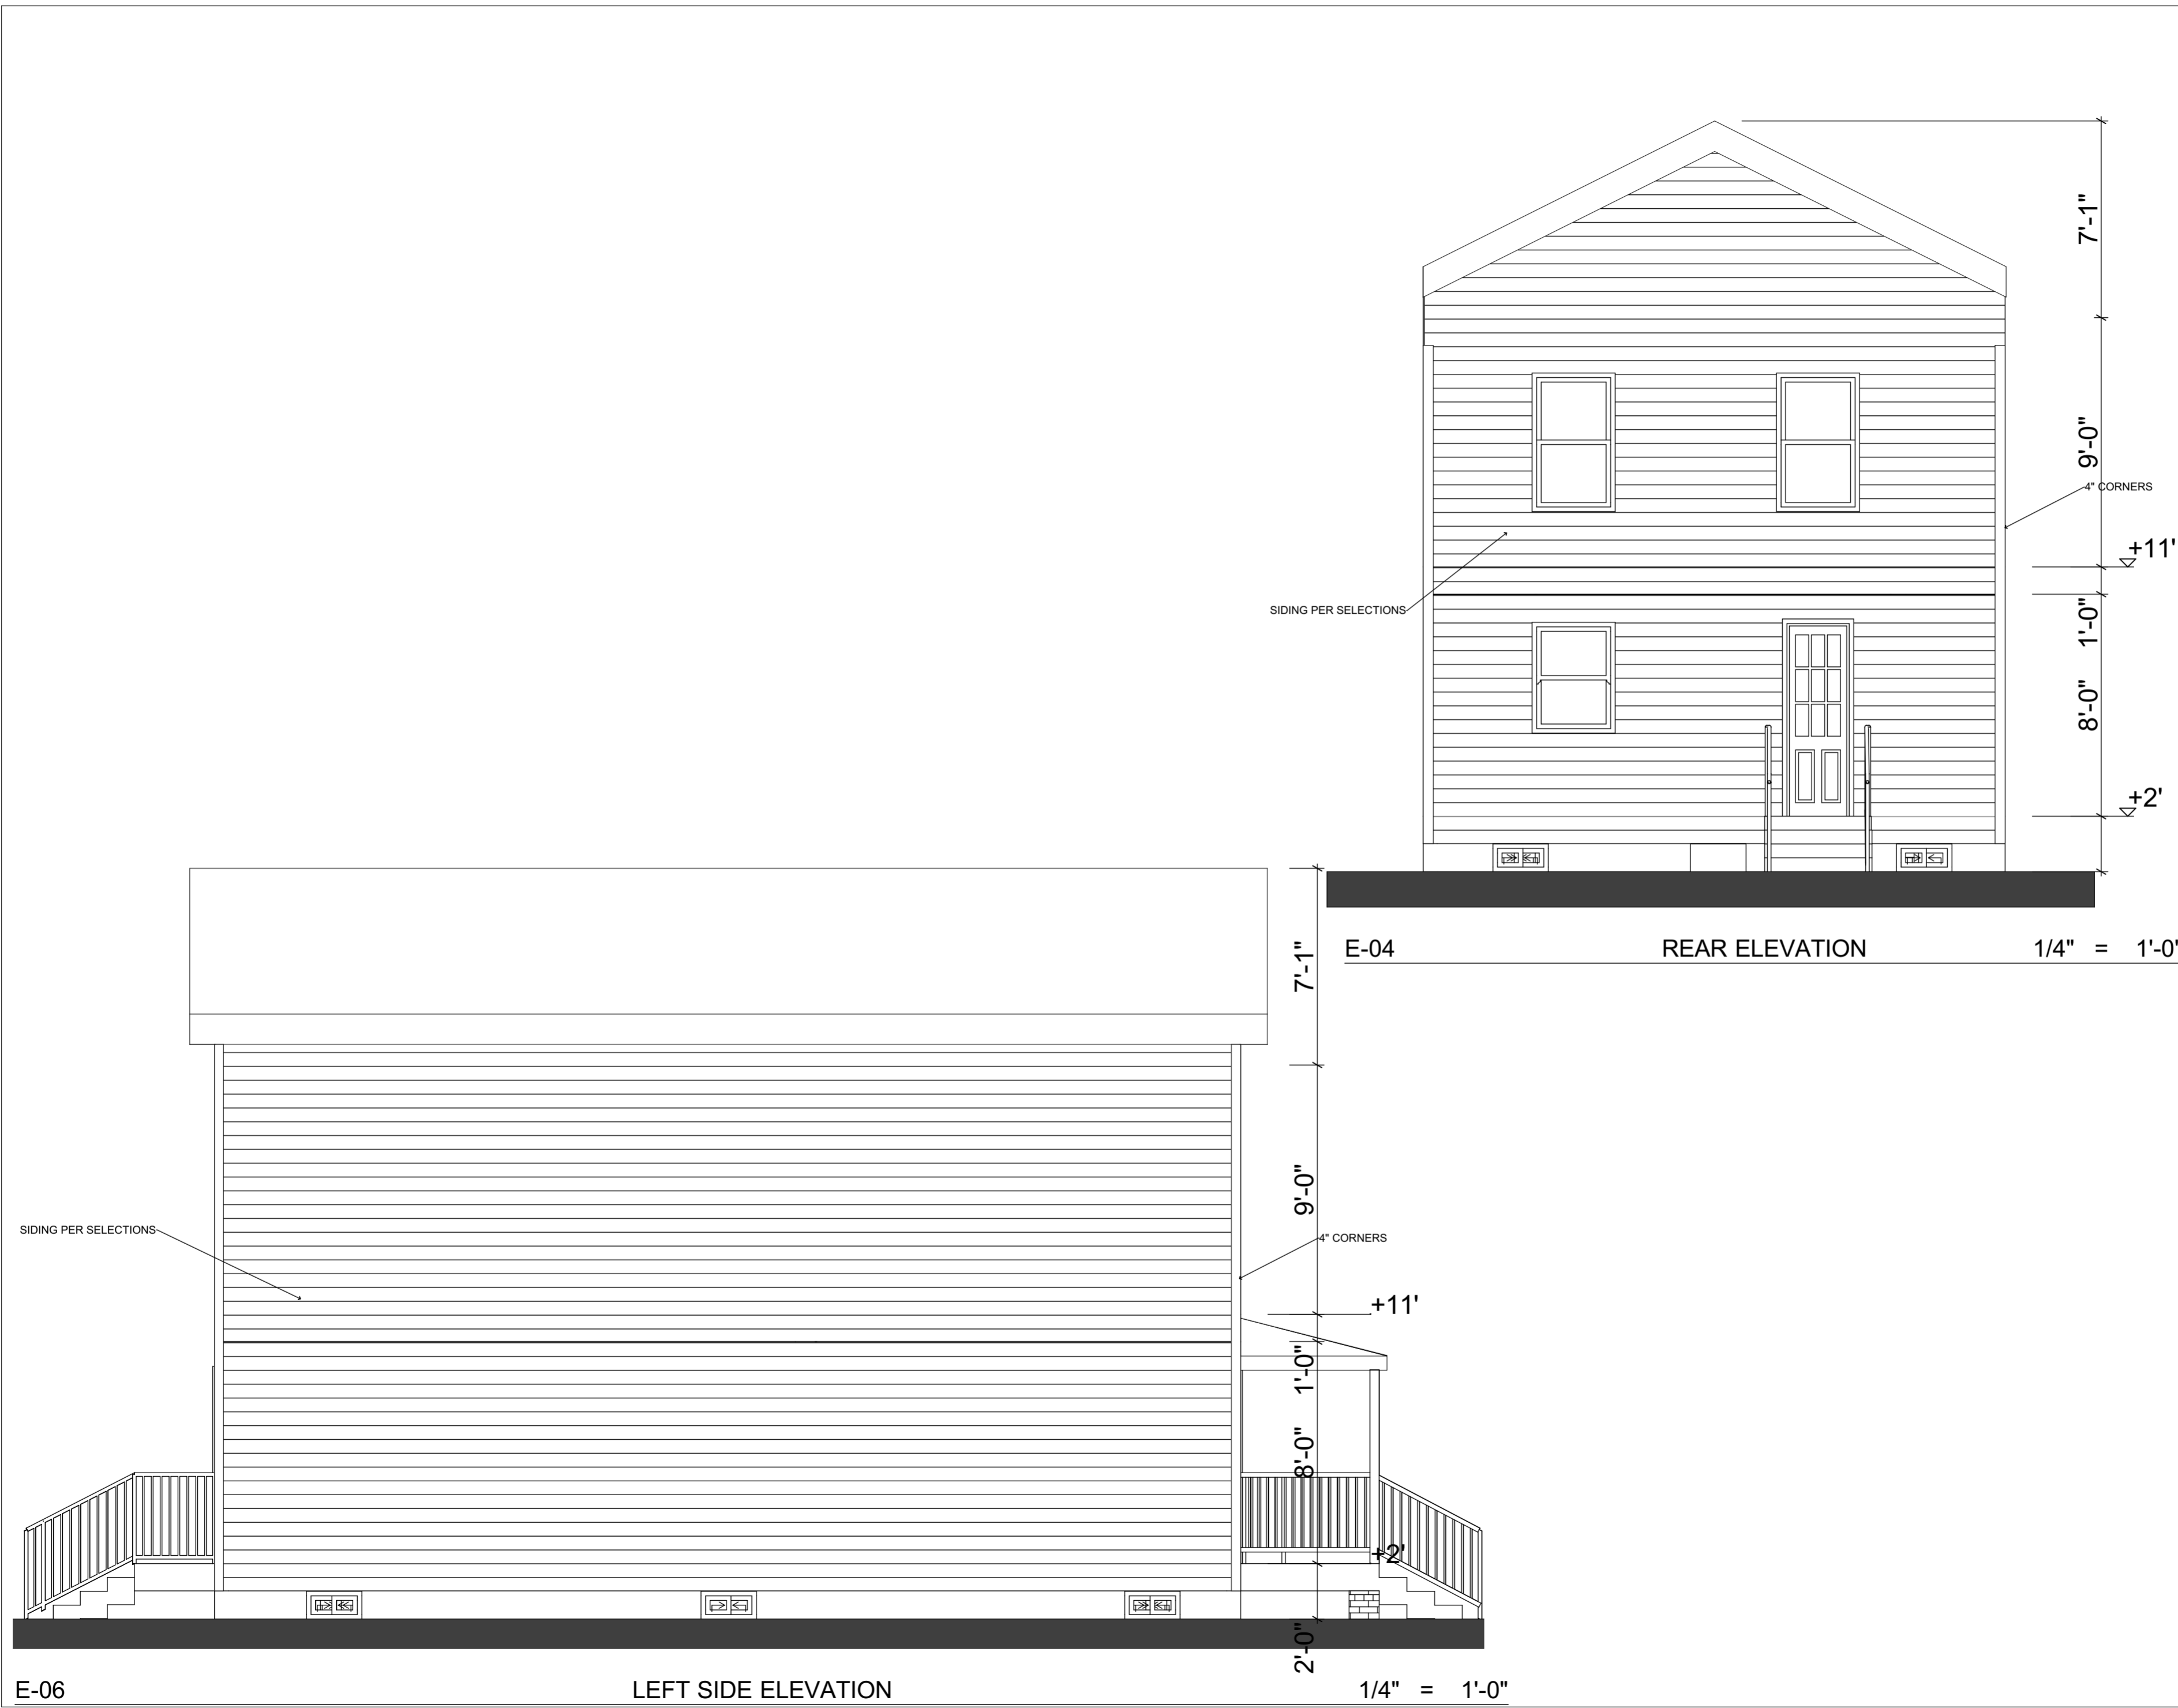 7'-1"
9'-0"
4" CORNERS
+11'
SIDING PER SELECTIONS
1'-0"
8'-0"
+2'
E-04 REAR ELEVATION 1/4" = 1'-0"
7'-1"
9'-0"
SIDING PER SELECTIONS
4" CORNERS
+11'
1'-0"
8'-0"
+2'
2'-0"
E-06 LEFT SIDE ELEVATION 1/4" = 1'-0"